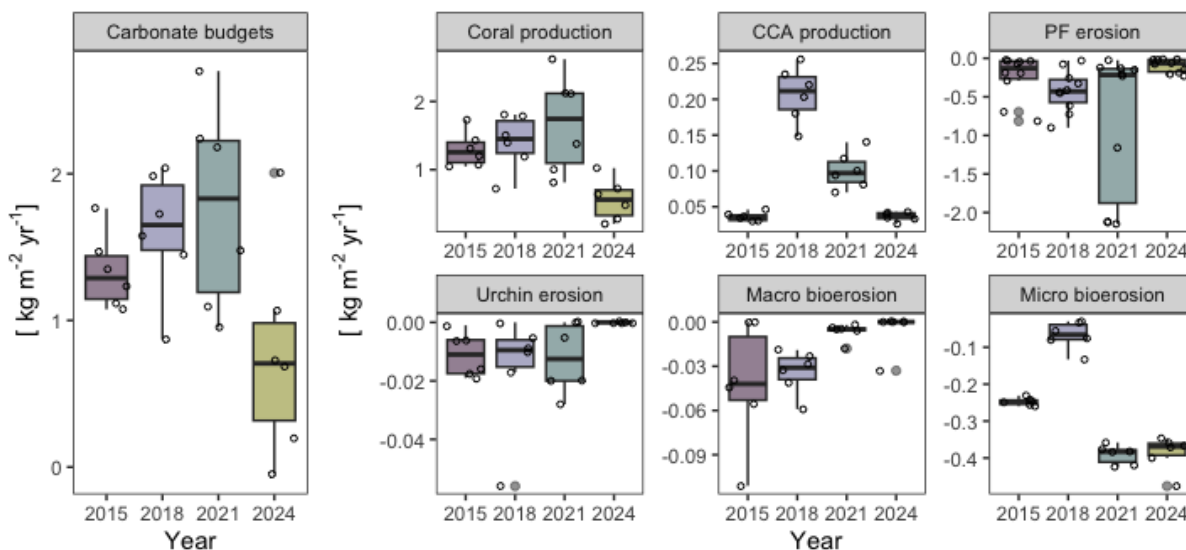 Carbonate budgets
Coral production
CCA production
PF erosion
[ kg m⁻² yr⁻¹]
2
1
0
2015 2018 2021 2024
Year
[ kg m⁻² yr⁻¹]
2
1
2015 2018 2021 2024
0.25
0.20
0.15
0.10
0.05
2015 2018 2021 2024
0.0
-0.5
-1.0
-1.5
-2.0
2015 2018 2021 2024
Urchin erosion
Macro bioerosion
Micro bioerosion
0.00
-0.02
-0.04
2015 2018 2021 2024
0.00
-0.03
-0.06
-0.09
2015 2018 2021 2024
-0.1
-0.2
-0.3
-0.4
2015 2018 2021 2024
Year